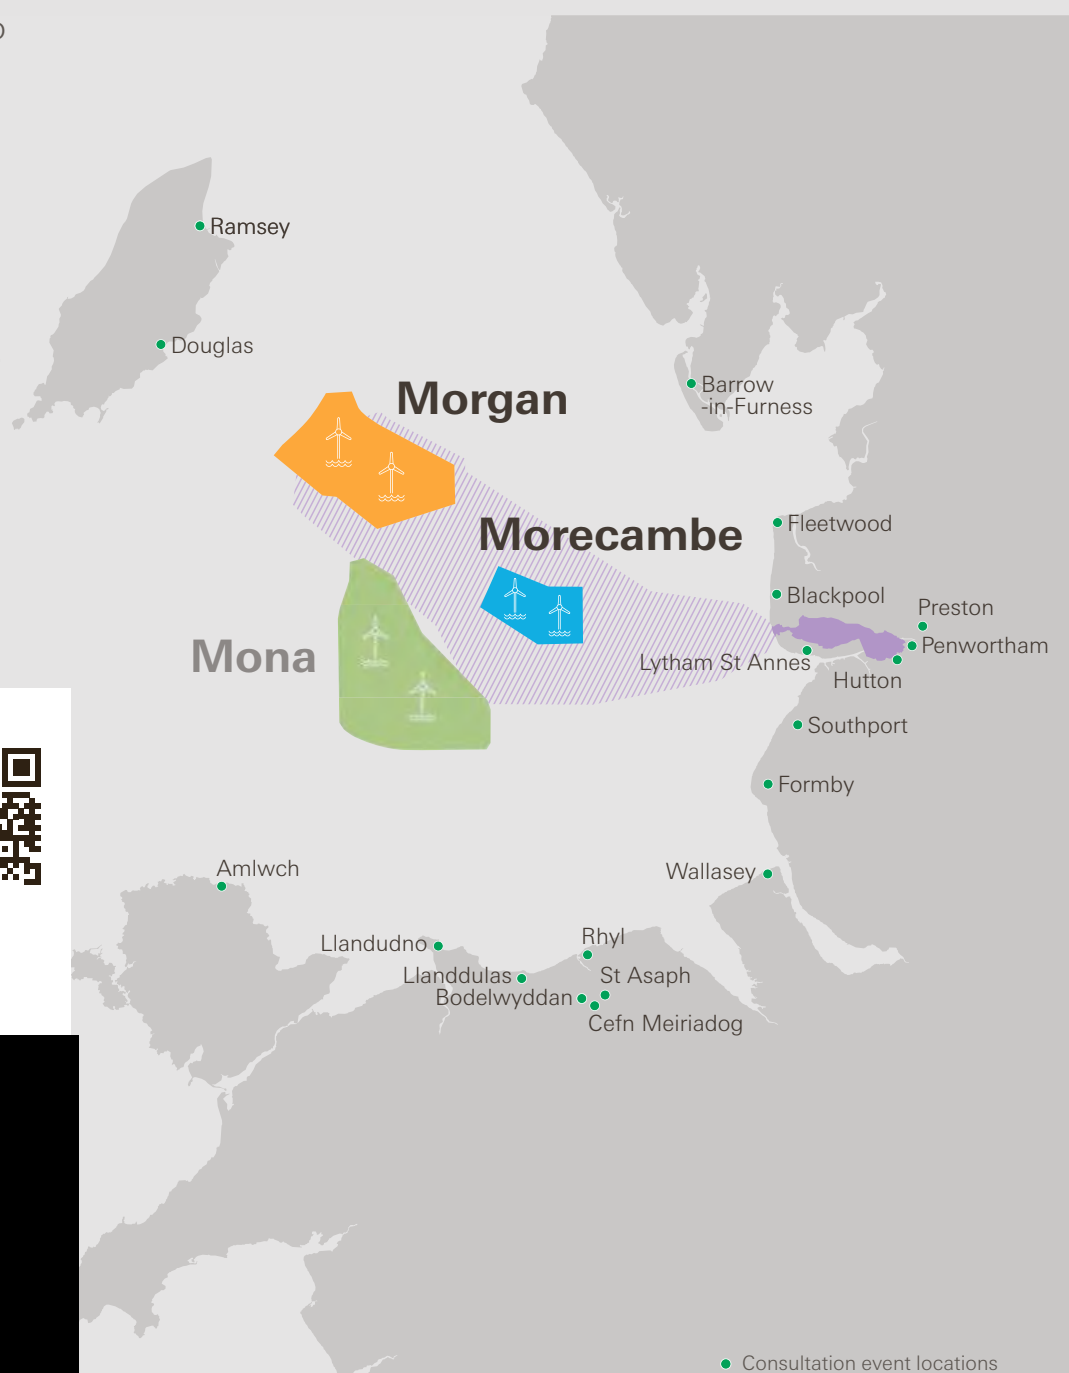 Ramsey
Douglas
Morgan
Barrow
-in-Furness
Morecambe
Fleetwood
Blackpool
Preston
Penwortham
Mona
Lytham St Annes
Hutton
Southport
Formby
Amlwch
Wallasey
Llandudno
Rhyl
Llanddulas
St Asaph
Bodelwyddan
Cefn Meiriadog
Consultation event locations